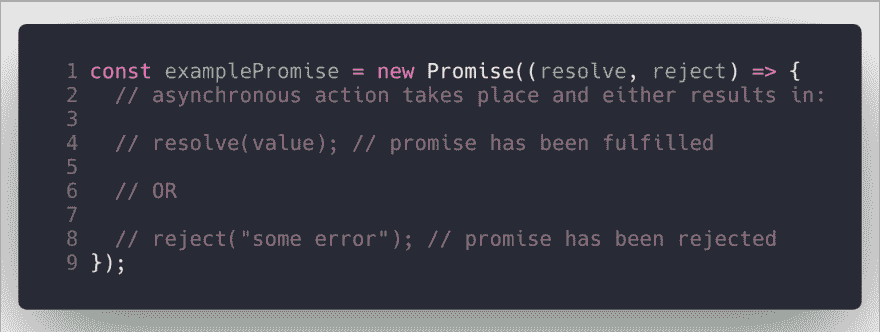 1 const examplePromise = new Promise((resolve, reject) => {
2   // asynchronous action takes place and either results in:
3
4   // resolve(value); // promise has been fulfilled
5
6   // OR
7
8   // reject("some error"); // promise has been rejected
9 });